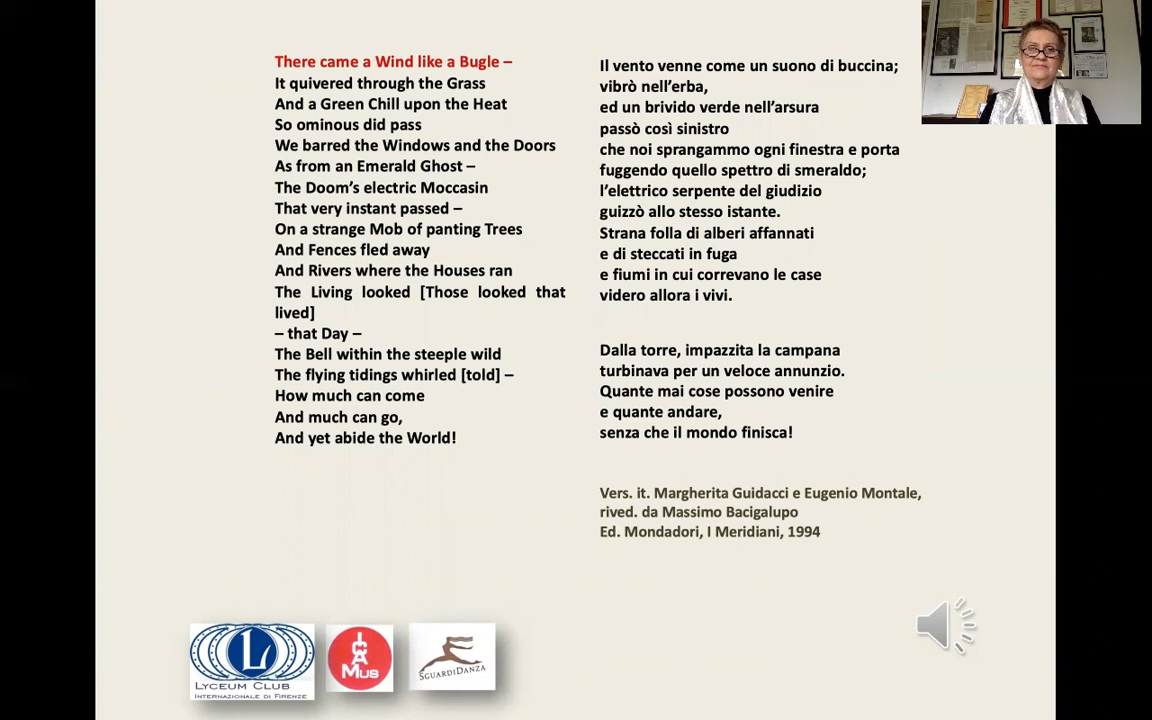 There came a Wind like a Bugle –
It quivered through the Grass
And a Green Chill upon the Heat
So ominous did pass
We barred the Windows and the Doors
As from an Emerald Ghost –
The Doom’s electric Moccasin
That very instant passed –
On a strange Mob of panting Trees
And Fences fled away
And Rivers where the Houses ran
The Living looked [Those looked that
lived]
– that Day –
The Bell within the steeple wild
The flying tidings whirled [told] –
How much can come
And much can go,
And yet abide the World!
Il vento venne come un suono di buccina;
vibrò nell’erba,
ed un brivido verde nell’arsura
passò così sinistro
che noi sprangammo ogni finestra e porta
fuggendo quello spettro di smeraldo;
l’elettrico serpente del giudizio
guizzò allo stesso istante.
Strana folla di alberi affannati
e di steccati in fuga
e fiumi in cui correvano le case
videro allora i vivi.
Dalla torre, impazzita la campana
turbinava per un veloce annunzio.
Quante mai cose possono venire
e quante andare,
senza che il mondo finisca!
Vers. it. Margherita Guidacci e Eugenio Montale,
rived. da Massimo Bacigalupo
Ed. Mondadori, I Meridiani, 1994
L
Lyceum Club
Internazionale di Firenze
ICAMus
SguardiDanza